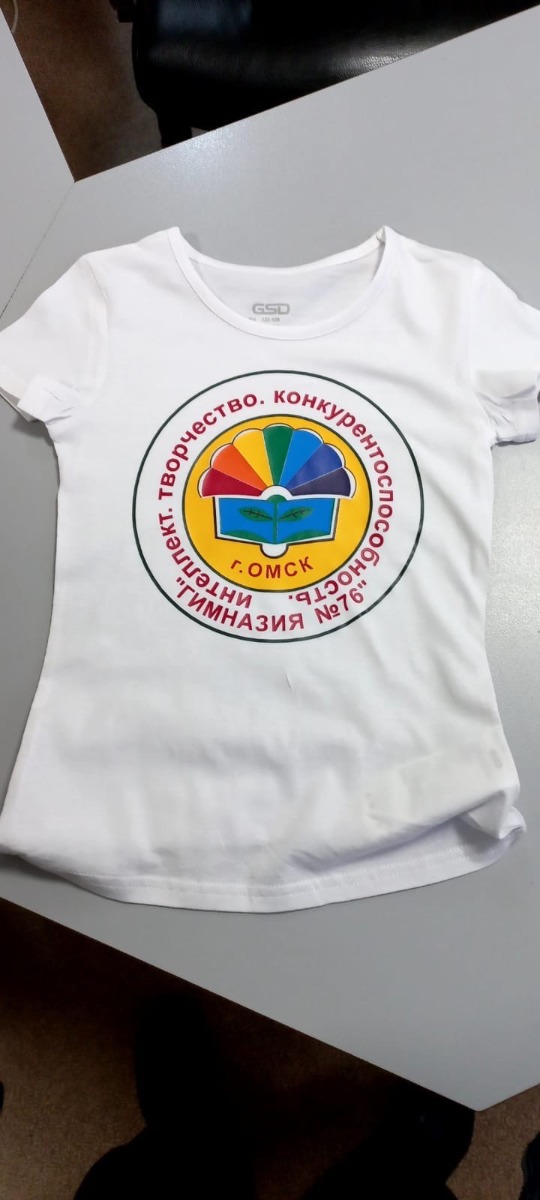 GSD
интеллект. творчество. конкурентоспособность.
г.ОМСК
"ГИМНАЗИЯ №76"